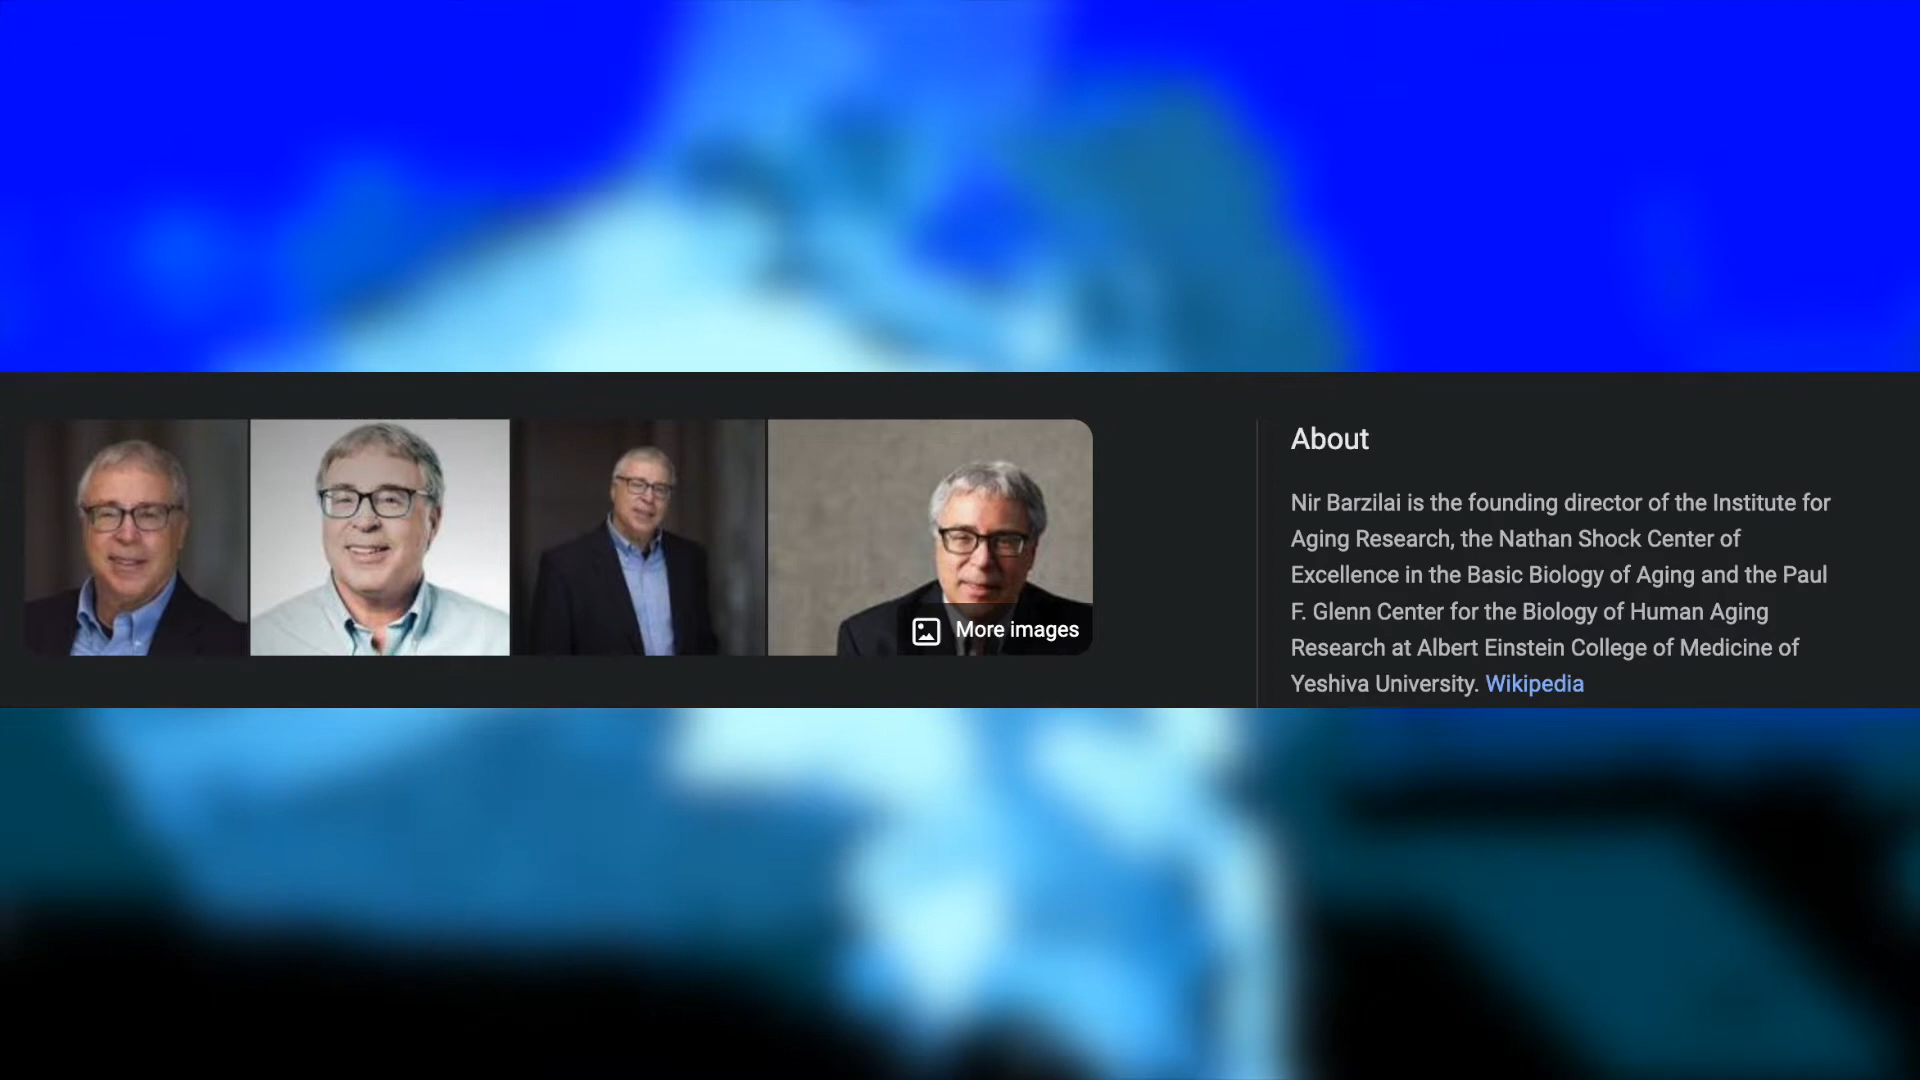 More images
About
Nir Barzilai is the founding director of the Institute for
Aging Research, the Nathan Shock Center of
Excellence in the Basic Biology of Aging and the Paul
F. Glenn Center for the Biology of Human Aging
Research at Albert Einstein College of Medicine of
Yeshiva University. Wikipedia